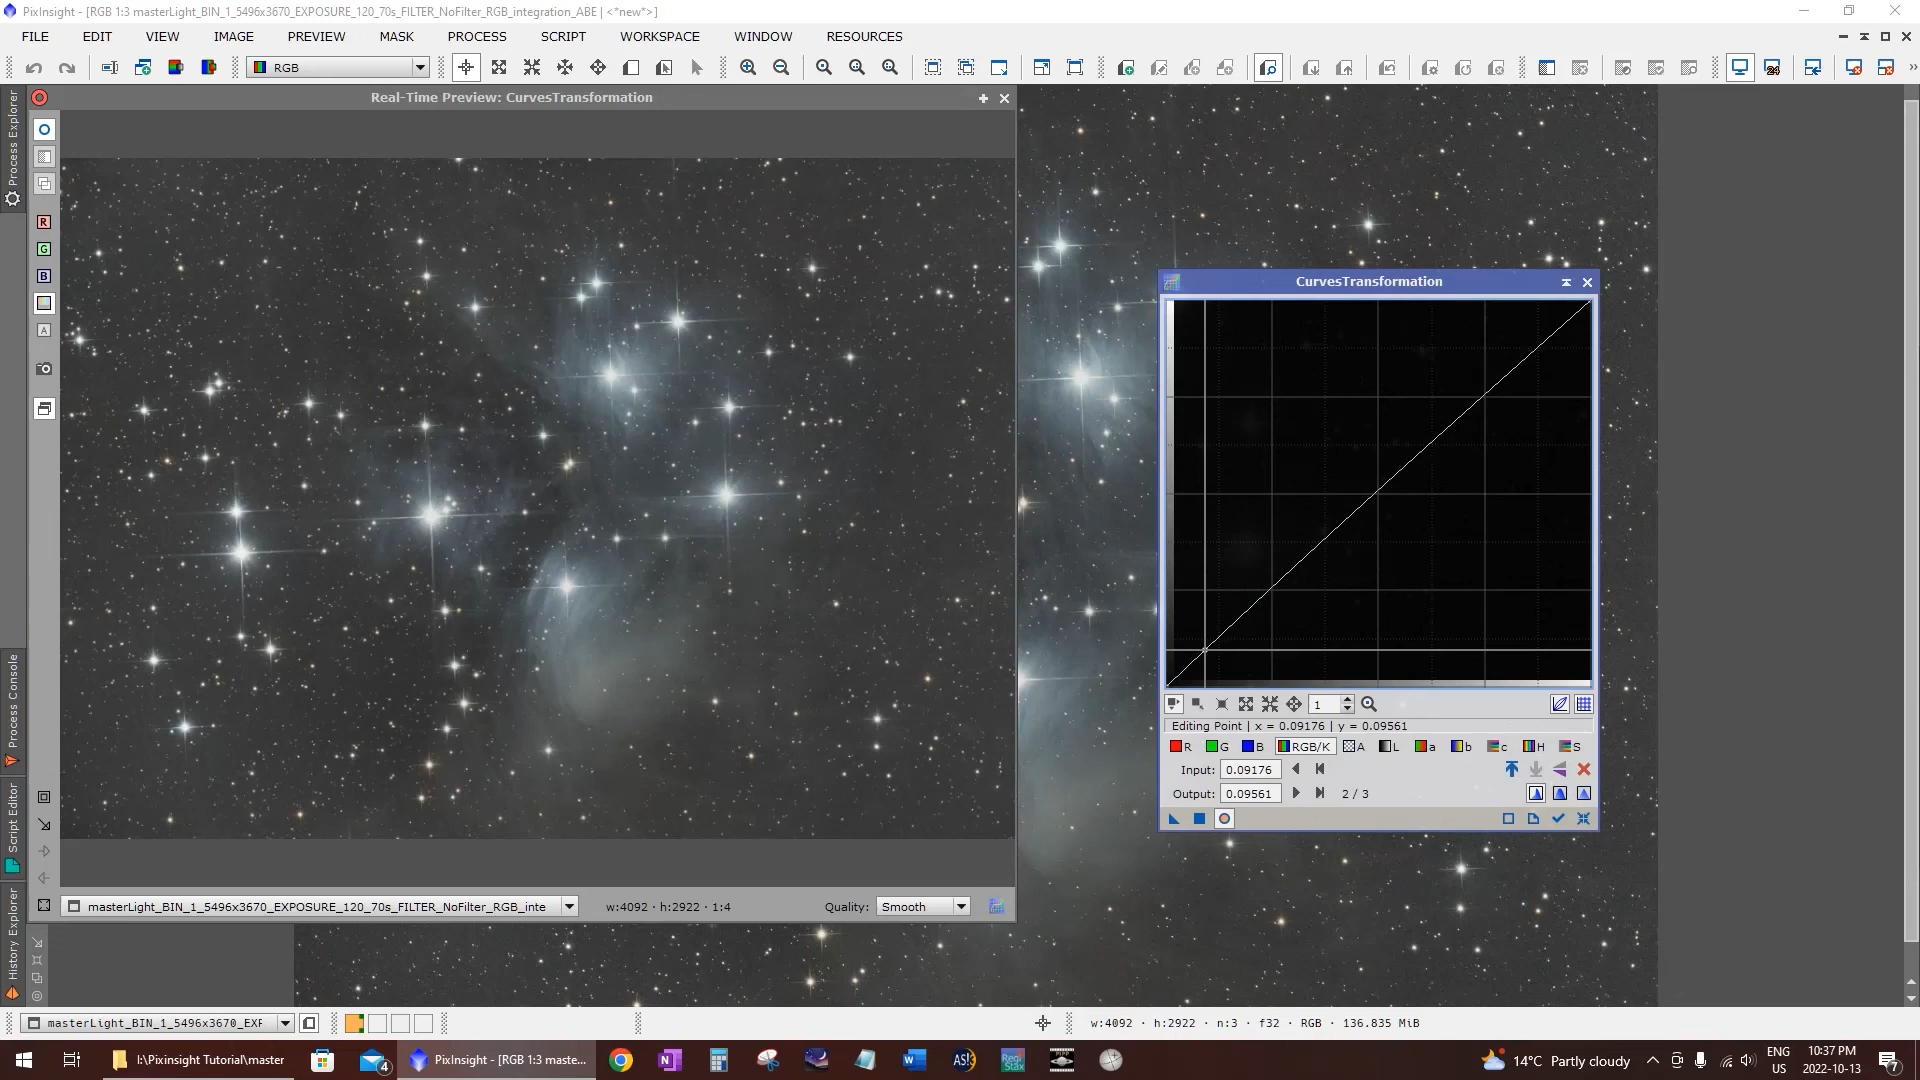 PixInsight - [RGB 1:3 masterLight_BIN_1_5496x3670_EXPOSURE_120_70s_FILTER_NoFilter_RGB_integration_ABE | <*new*>]
FILE EDIT VIEW IMAGE PREVIEW MASK PROCESS SCRIPT WORKSPACE WINDOW RESOURCES
RGB
Real-Time Preview: CurvesTransformation
Process Explorer
R
G
B
A
Process Console
Script Editor
History Explorer
CurvesTransformation
1
Editing Point | x = 0.09176 | y = 0.09561
R G B RGB/K A L a b c H S
Input: 0.09176
Output: 0.09561 2 / 3
masterLight_BIN_1_5496x3670_EXPOSURE_120_70s_FILTER_NoFilter_RGB_inte w:4092 · h:2922 · 1:4 Quality: Smooth
masterLight_BIN_1_5496x3670_EXF w:4092 · h:2922 · n:3 · f32 · RGB · 136.835 MiB
I:\Pixinsight Tutorial\master 4 PixInsight - [RGB 1:3 maste... 14°C Partly cloudy ENG US 10:37 PM 2022-10-13 7